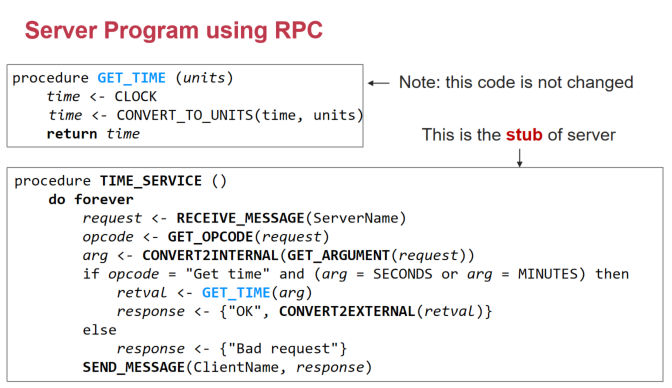 Server Program using RPC
procedure GET_TIME (units)
time <- CLOCK
time <- CONVERT_TO_UNITS(time, units)
return time
Note: this code is not changed
This is the stub of server
procedure TIME_SERVICE ()
do forever
request <- RECEIVE_MESSAGE(ServerName)
opcode <- GET_OPCODE(request)
arg <- CONVERT2INTERNAL(GET_ARGUMENT(request))
if opcode = "Get time" and (arg = SECONDS or arg = MINUTES) then
retval <- GET_TIME(arg)
response <- {"OK", CONVERT2EXTERNAL(retval)}
else
response <- {"Bad request"}
SEND_MESSAGE(ClientName, response)